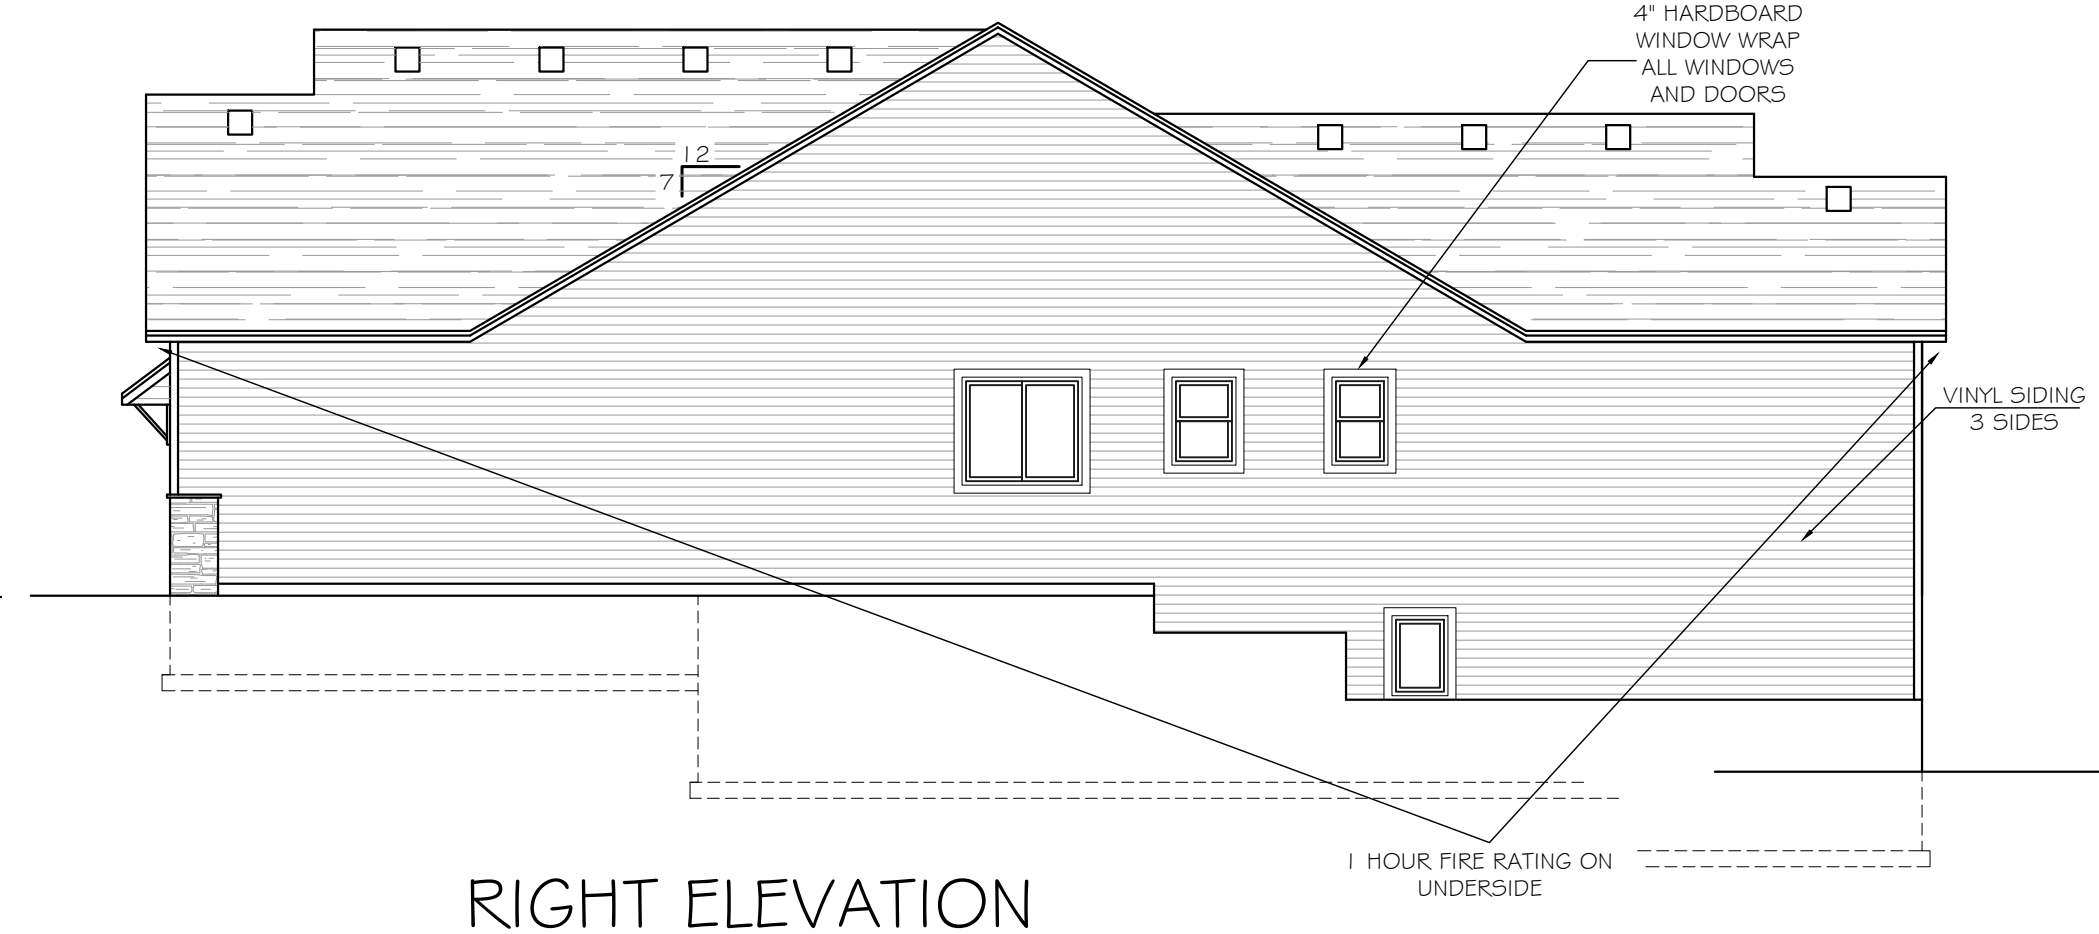 4" HARDBOARD
WINDOW WRAP
ALL WINDOWS
AND DOORS
12
7
VINYL SIDING
3 SIDES
1 HOUR FIRE RATING ON
UNDERSIDE
RIGHT ELEVATION